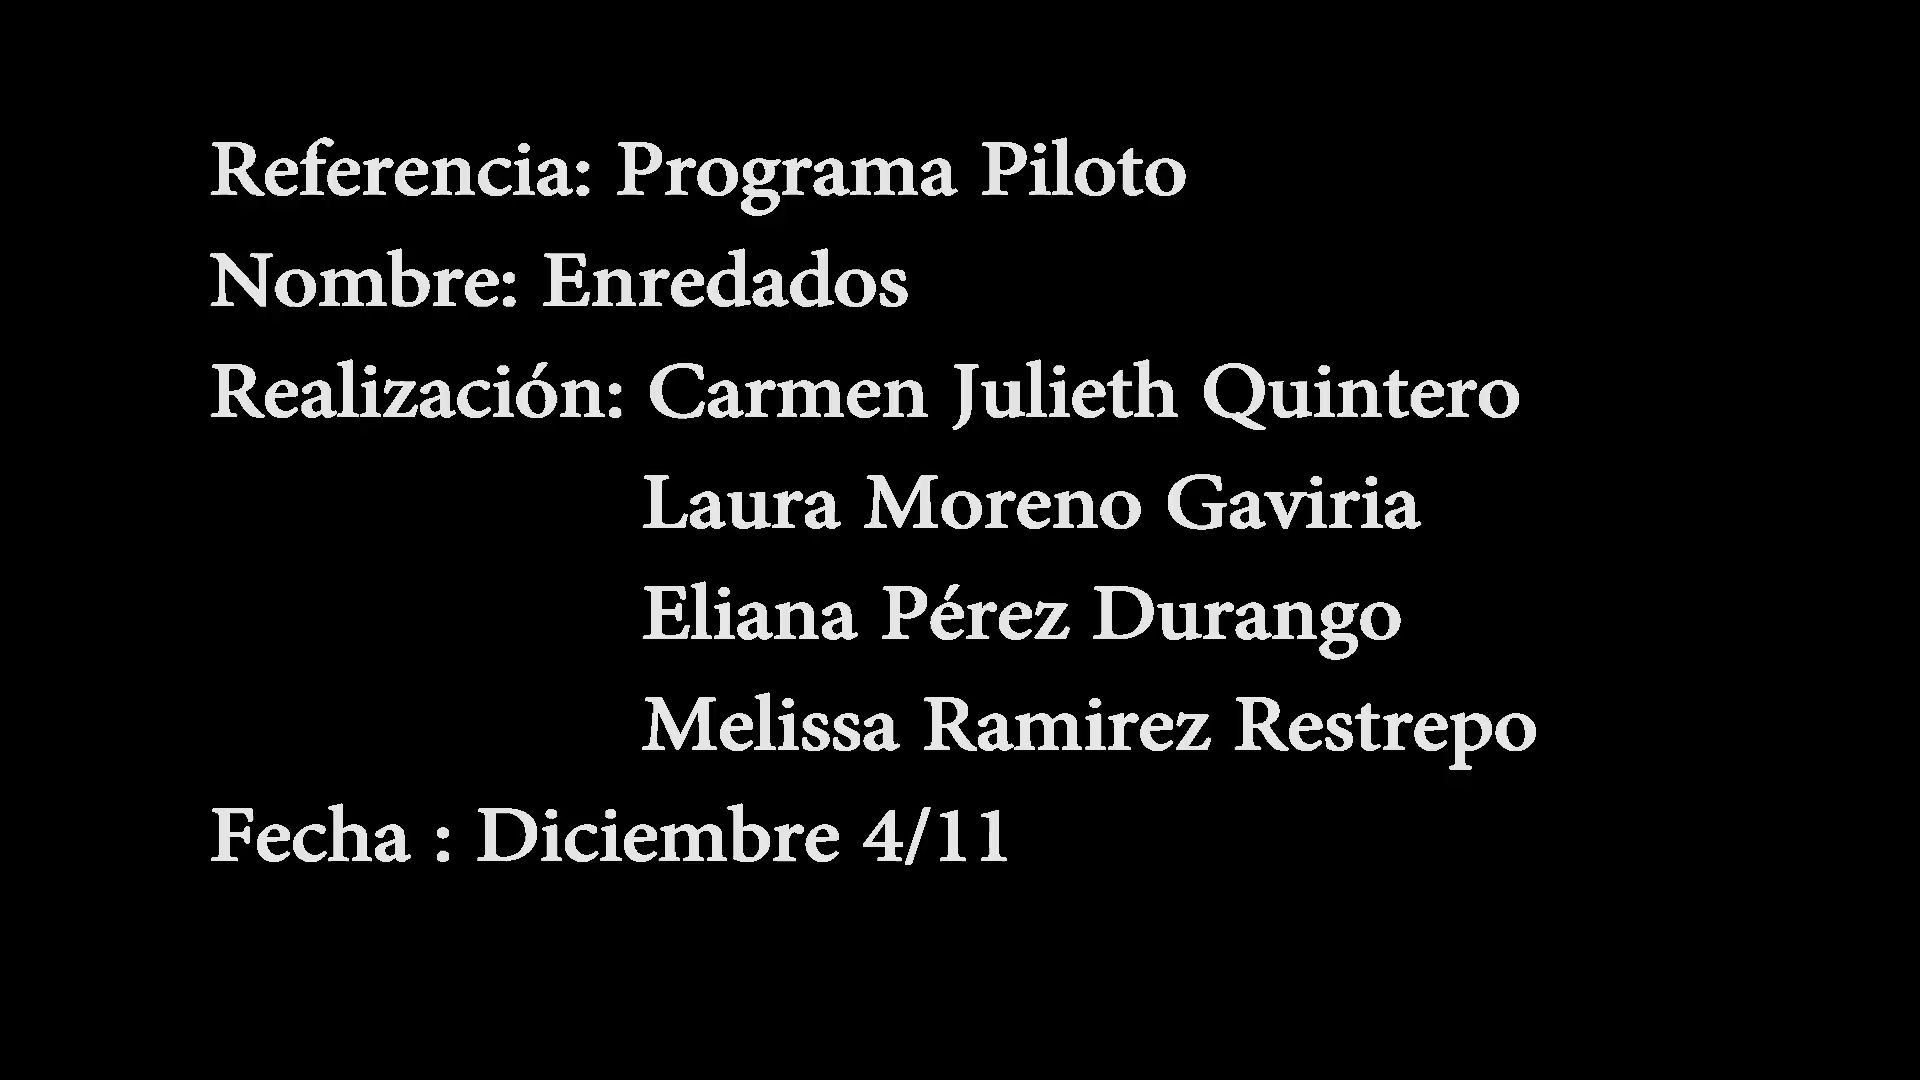 Referencia: Programa Piloto
Nombre: Enredados
Realización: Carmen Julieth Quintero
Laura Moreno Gaviria
Eliana Pérez Durango
Melissa Ramirez Restrepo
Fecha : Diciembre 4/11